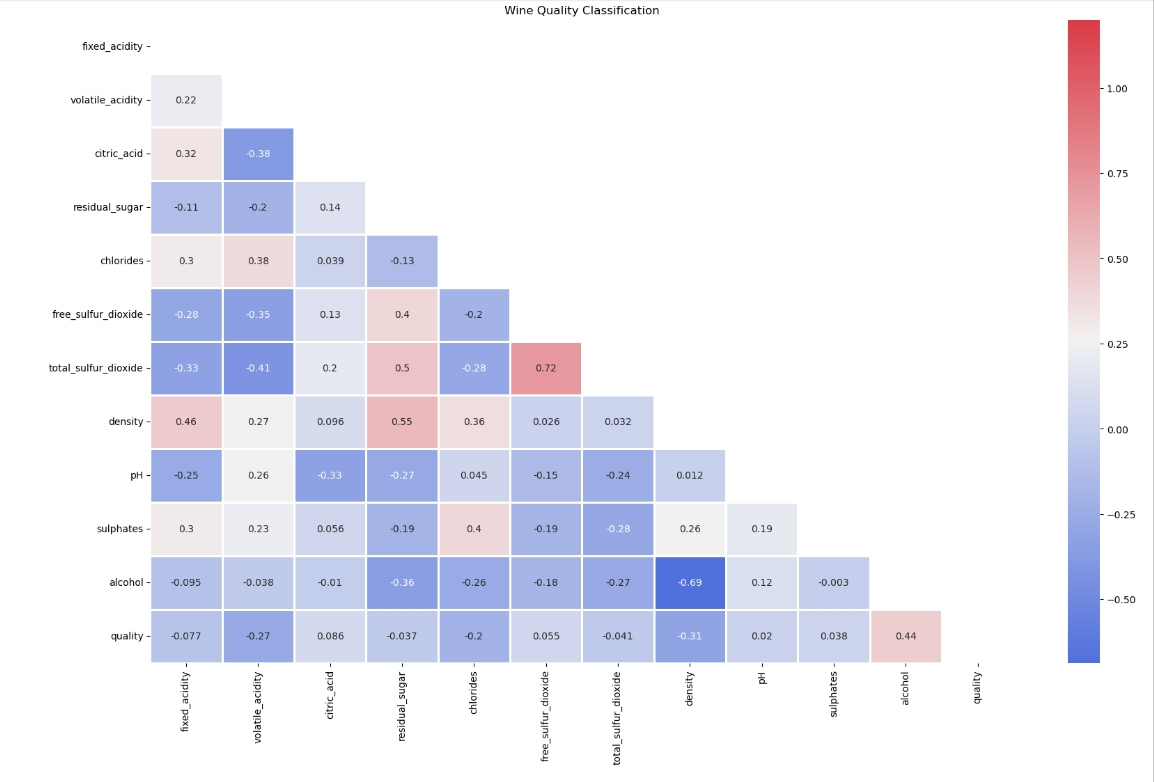 Wine Quality Classification
fixed_acidity
volatile_acidity 0.22
citric_acid 0.32 -0.38
residual_sugar -0.11 -0.2 0.14
chlorides 0.3 0.38 0.039 -0.13
free_sulfur_dioxide -0.28 -0.35 0.13 0.4 -0.2
total_sulfur_dioxide -0.33 -0.41 0.2 0.5 -0.28 0.72
density 0.46 0.27 0.096 0.55 0.36 0.026 0.032
pH -0.25 0.26 -0.33 -0.27 0.045 -0.15 -0.24 0.012
sulphates 0.3 0.23 0.056 -0.19 0.4 -0.19 -0.28 0.26 0.19
alcohol -0.095 -0.038 -0.01 -0.36 -0.26 -0.18 -0.27 -0.69 0.12 -0.003
quality -0.077 -0.27 0.086 -0.037 -0.2 0.055 -0.041 -0.31 0.02 0.038 0.44
fixed_acidity
volatile_acidity
citric_acid
residual_sugar
chlorides
free_sulfur_dioxide
total_sulfur_dioxide
density
pH
sulphates
alcohol
quality
1.00
0.75
0.50
0.25
0.00
−0.25
−0.50